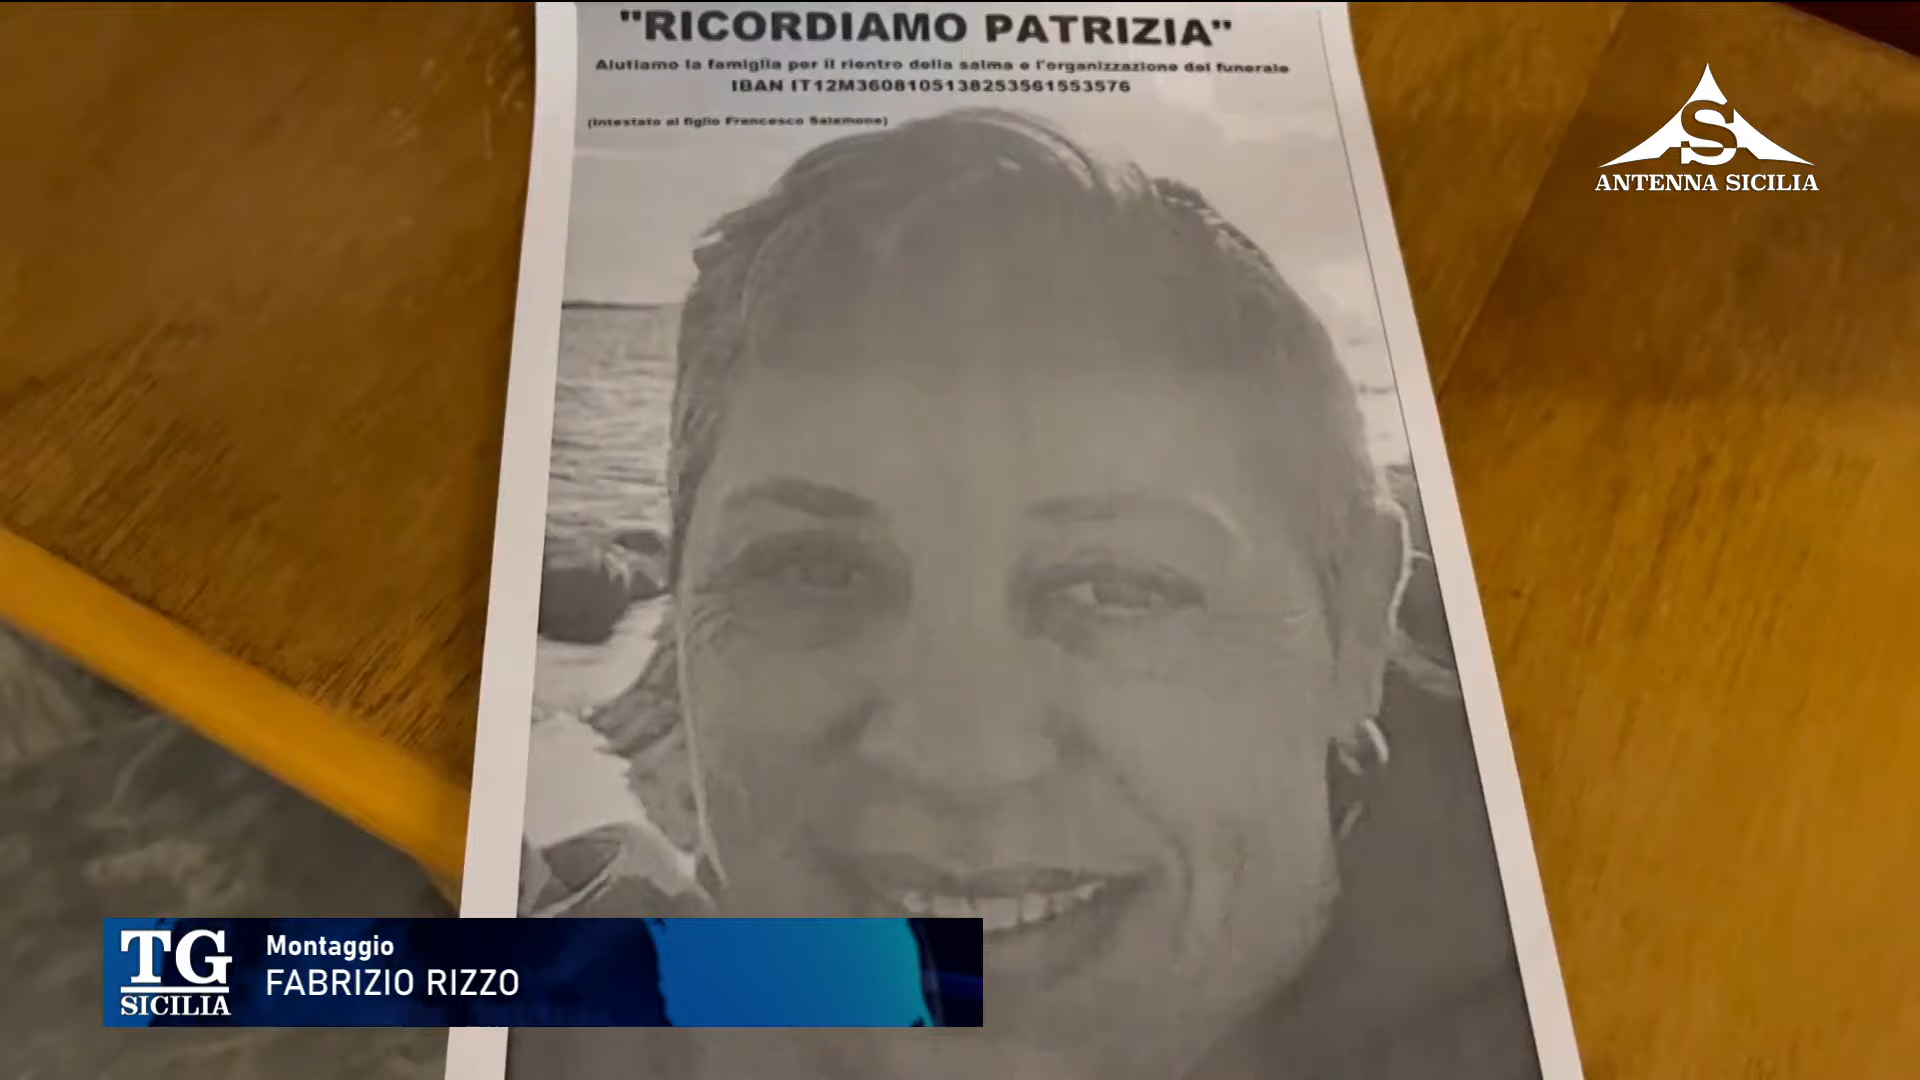 "RICORDIAMO PATRIZIA"
Aiutiamo la famiglia per il rientro della salma e l'organizzazione del funerale
IBAN IT12M3608105138253561553576
(intestato al figlio Francesco Salamone)
ANTENNA SICILIA
TG
SICILIA
Montaggio
FABRIZIO RIZZO